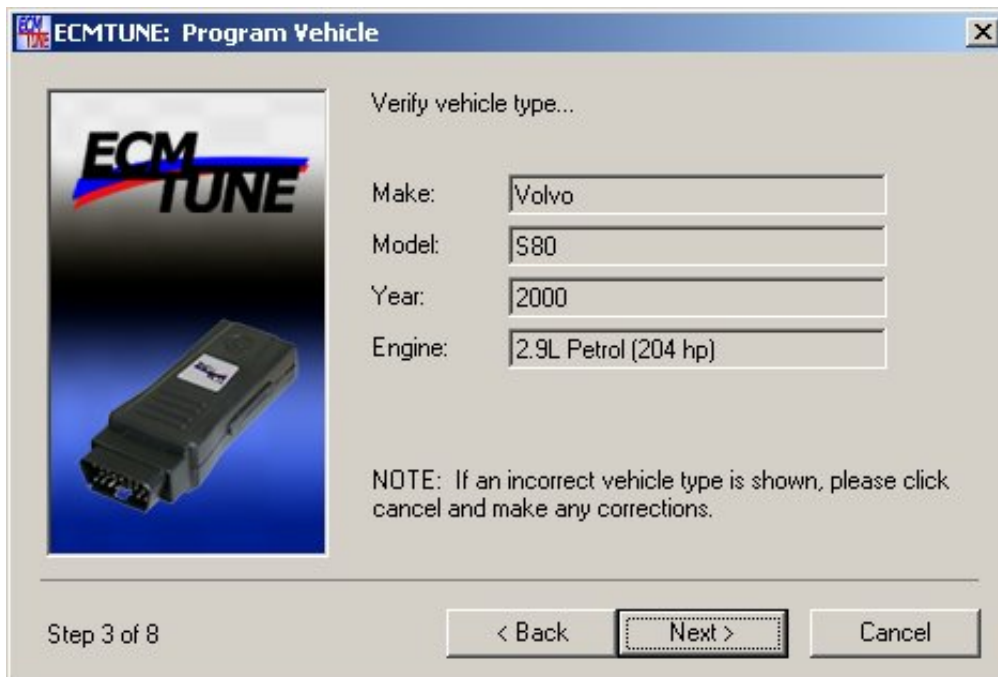 ECMTUNE: Program Vehicle
ECM
TUNE
Verify vehicle type...
Make: Volvo
Model: S80
Year: 2000
Engine: 2.9L Petrol (204 hp)
NOTE: If an incorrect vehicle type is shown, please click
cancel and make any corrections.
Step 3 of 8
< Back
Next >
Cancel